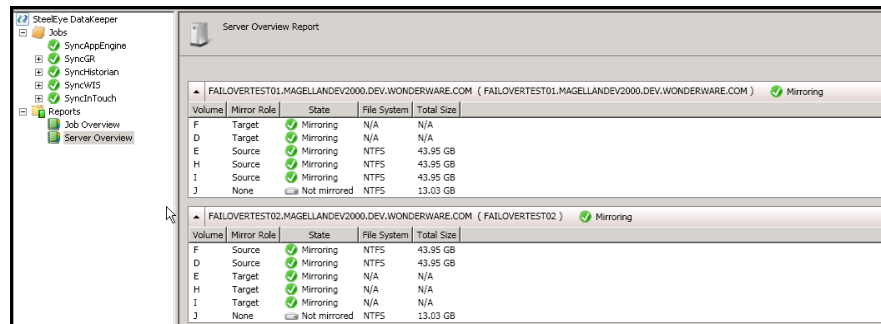 SteelEye DataKeeper
Jobs
SyncAppEngine
SyncGR
SyncHistorian
SyncWIS
SyncInTouch
Reports
Job Overview
Server Overview
Server Overview Report
FAILOVERTEST01.MAGELLANDEV2000.DEV.WONDERWARE.COM ( FAILOVERTEST01.MAGELLANDEV2000.DEV.WONDERWARE.COM ) Mirroring
Volume Mirror Role State File System Total Size
F Target Mirroring N/A N/A
D Target Mirroring N/A N/A
E Source Mirroring NTFS 43.95 GB
H Source Mirroring NTFS 43.95 GB
I Source Mirroring NTFS 43.95 GB
J None Not mirrored NTFS 13.03 GB
FAILOVERTEST02.MAGELLANDEV2000.DEV.WONDERWARE.COM ( FAILOVERTEST02 ) Mirroring
Volume Mirror Role State File System Total Size
F Source Mirroring NTFS 43.95 GB
D Source Mirroring NTFS 43.95 GB
E Target Mirroring N/A N/A
H Target Mirroring N/A N/A
I Target Mirroring N/A N/A
J None Not mirrored NTFS 13.03 GB